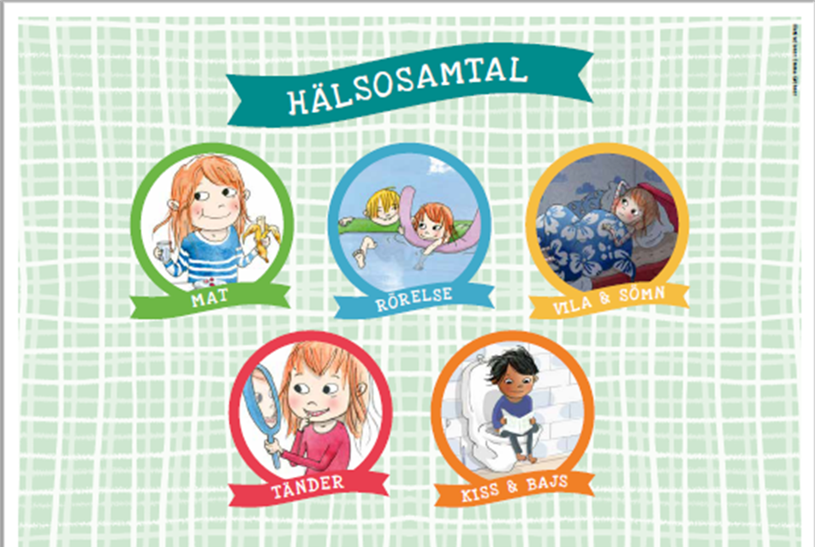 HÄLSOSAMTAL
MAT
RÖRELSE
VILA & SÖMN
TÄNDER
KISS & BAJS